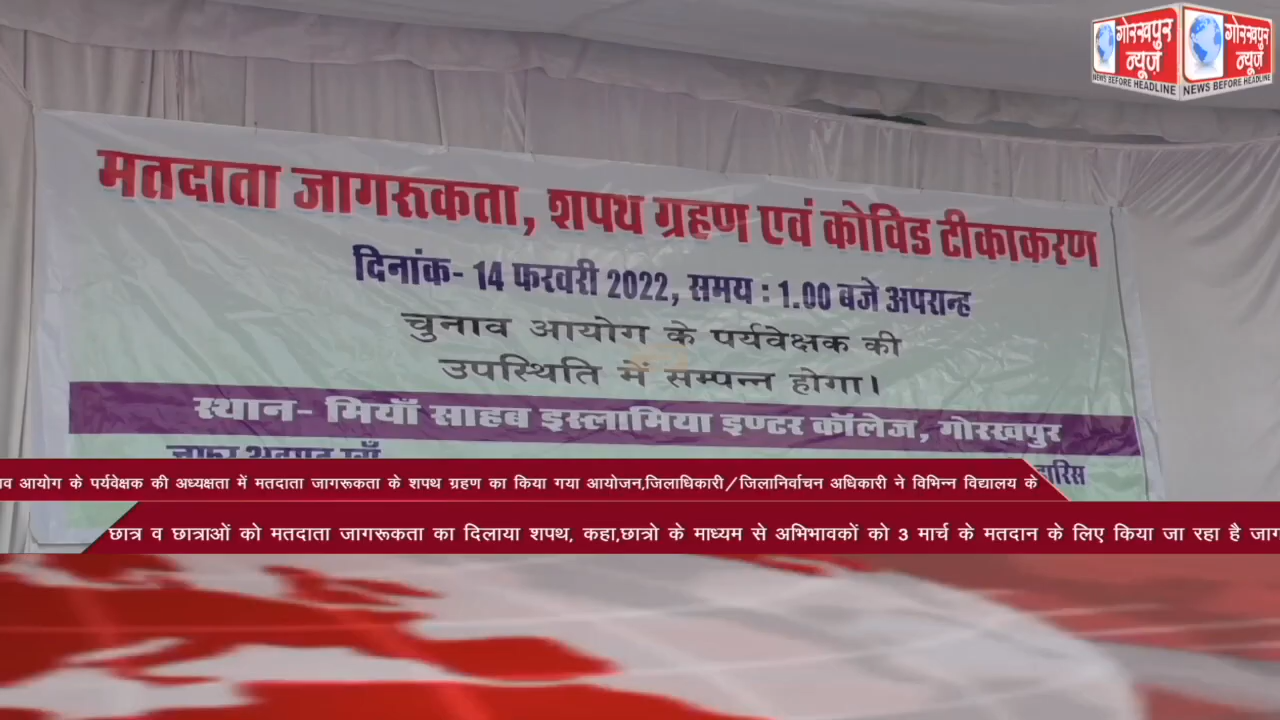 गोरखपुर गोरखपुर
न्यूज़ न्यूज़
NEWS BEFORE HEADLINE NEWS BEFORE HEADLINE
मतदाता जागरूकता, शपथ ग्रहण एवं कोविड टीकाकरण
दिनांक- 14 फरवरी 2022, समय : 1.00 बजे अपरान्ह
चुनाव आयोग के पर्यवेक्षक की
उपस्थिति में सम्पन्न होगा।
स्थान- मियाँ साहब इस्लामिया इण्टर कॉलेज, गोरखपुर
आयोग के पर्यवेक्षक की अध्यक्षता में मतदाता जागरूकता के शपथ ग्रहण का किया गया आयोजन,जिलाधिकारी/जिलानिर्वाचन अधिकारी ने विभिन्न विद्यालय के
छात्र व छात्राओं को मतदाता जागरूकता का दिलाया शपथ, कहा,छात्रो के माध्यम से अभिभावकों को 3 मार्च के मतदान के लिए किया जा रहा है